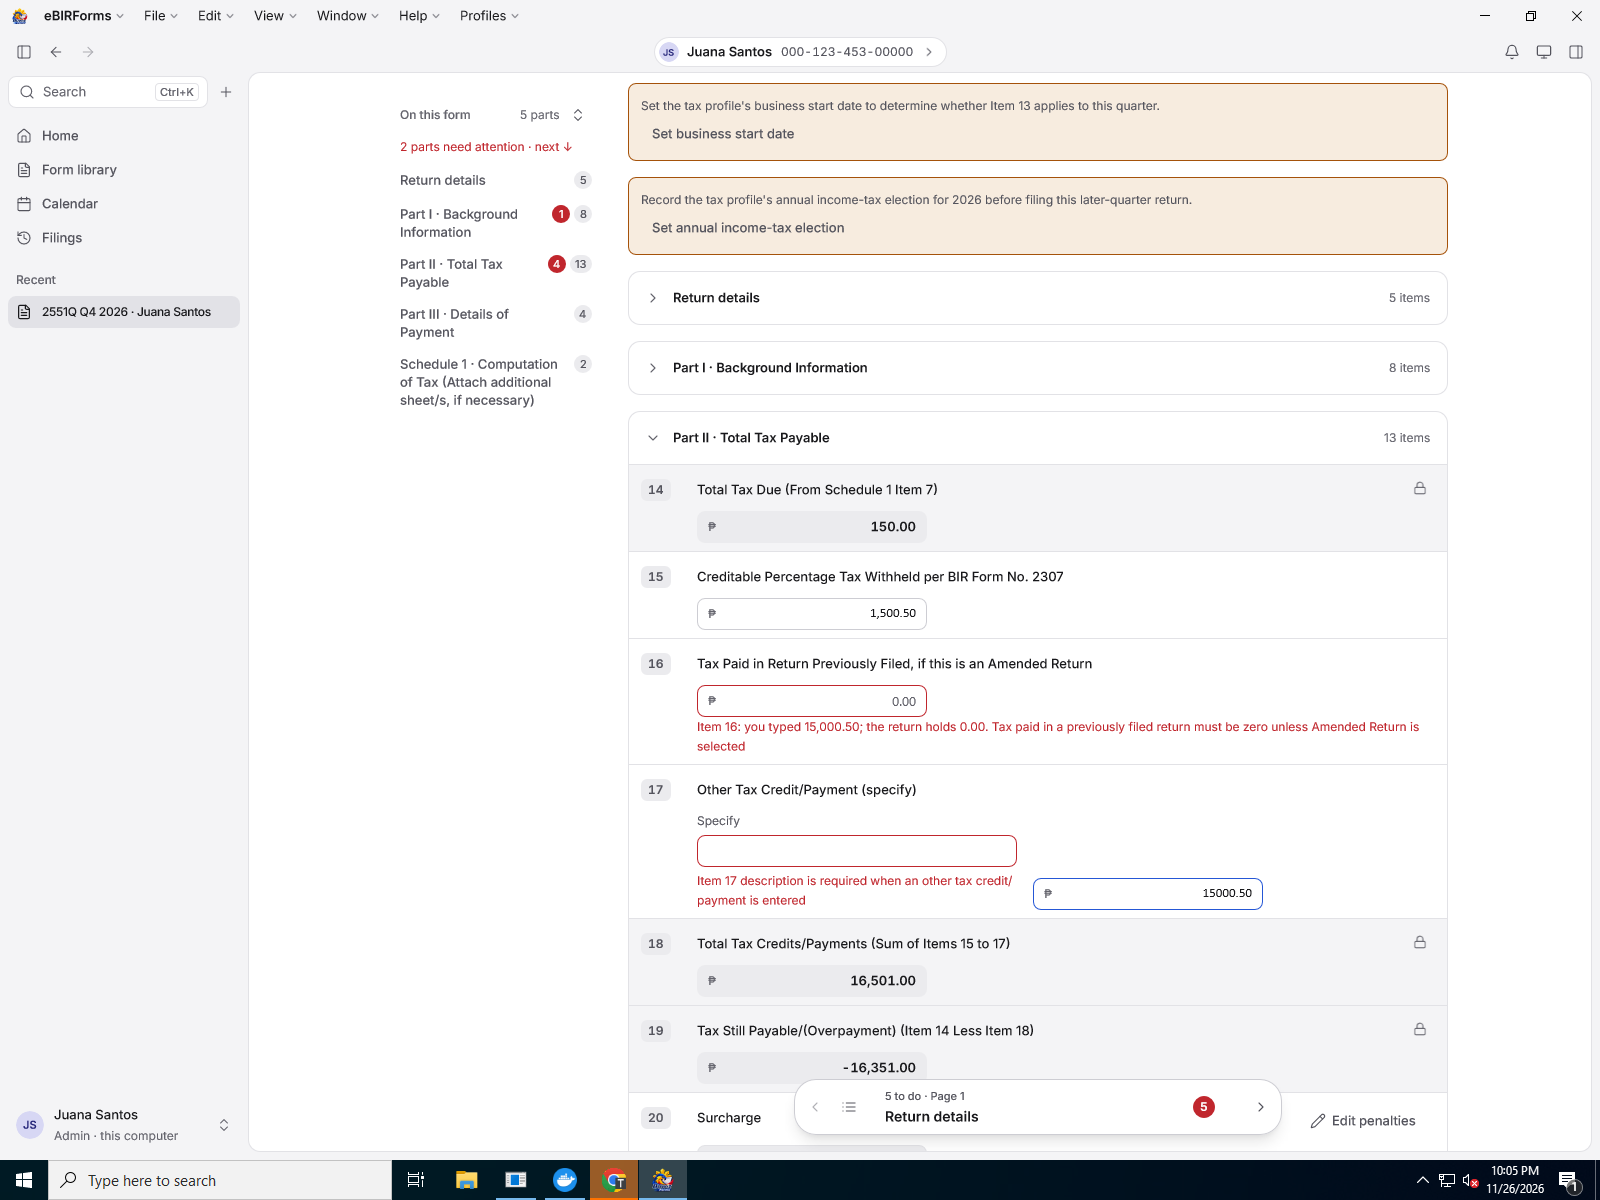 eBIRForms File Edit View Window Help Profiles
JS Juana Santos 000-123-453-00000
Search Ctrl+K
Home
Form library
Calendar
Filings
Recent
2551Q Q4 2026 · Juana Santos
On this form 5 parts
2 parts need attention · next ↓
Return details 5
Part I · Background Information 1 8
Part II · Total Tax Payable 4 13
Part III · Details of Payment 4
Schedule 1 · Computation of Tax (Attach additional sheet/s, if necessary) 2
Set the tax profile's business start date to determine whether Item 13 applies to this quarter.
Set business start date
Record the tax profile's annual income-tax election for 2026 before filing this later-quarter return.
Set annual income-tax election
Return details 5 items
Part I · Background Information 8 items
Part II · Total Tax Payable 13 items
14 Total Tax Due (From Schedule 1 Item 7)
₱ 150.00
15 Creditable Percentage Tax Withheld per BIR Form No. 2307
₱ 1,500.50
16 Tax Paid in Return Previously Filed, if this is an Amended Return
₱ 0.00
Item 16: you typed 15,000.50; the return holds 0.00. Tax paid in a previously filed return must be zero unless Amended Return is
selected
17 Other Tax Credit/Payment (specify)
Specify
Item 17 description is required when an other tax credit/
payment is entered
₱ 15000.50
18 Total Tax Credits/Payments (Sum of Items 15 to 17)
₱ 16,501.00
19 Tax Still Payable/(Overpayment) (Item 14 Less Item 18)
₱ -16,351.00
20 Surcharge
Edit penalties
5 to do · Page 1
Return details
5
JS Juana Santos
Admin · this computer
Type here to search
10:05 PM
11/26/2026
1